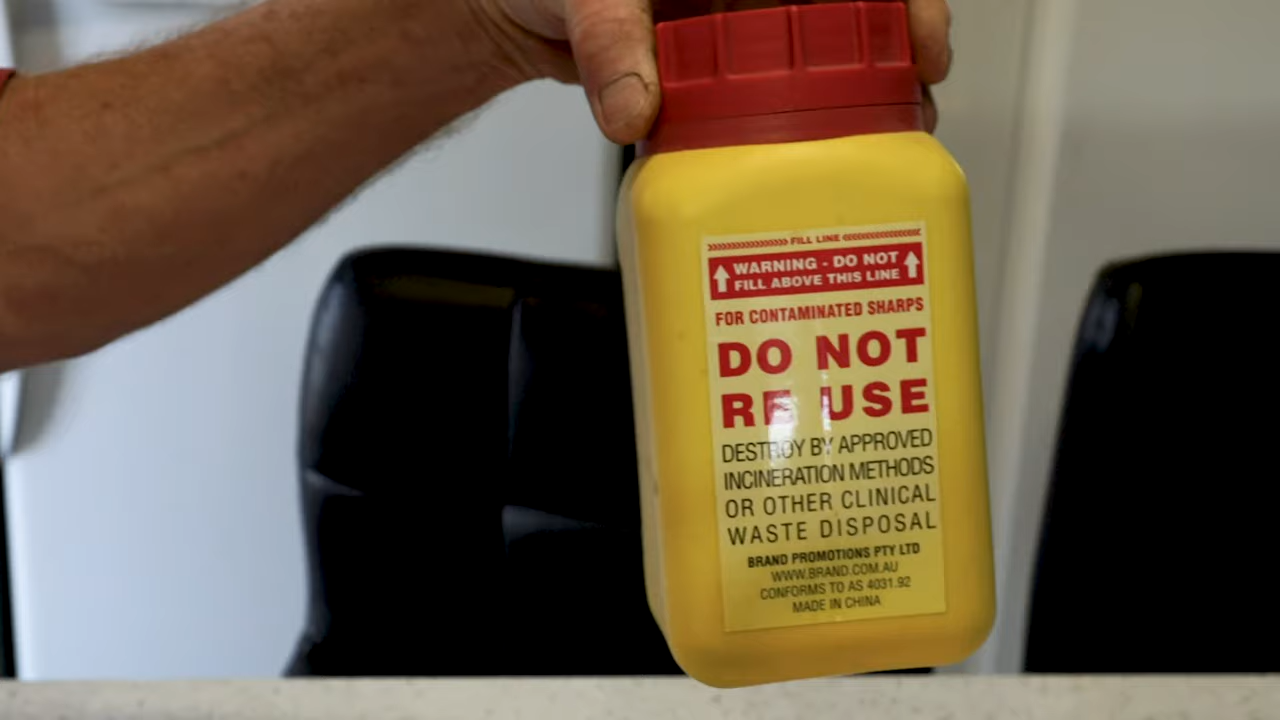 FILL LINE
WARNING - DO NOT
FILL ABOVE THIS LINE
FOR CONTAMINATED SHARPS
DO NOT
RE USE
DESTROY BY APPROVED
INCINERATION METHODS
OR OTHER CLINICAL
WASTE DISPOSAL
BRAND PROMOTIONS PTY LTD
WWW.BRAND.COM.AU
CONFORMS TO AS 4031.92
MADE IN CHINA